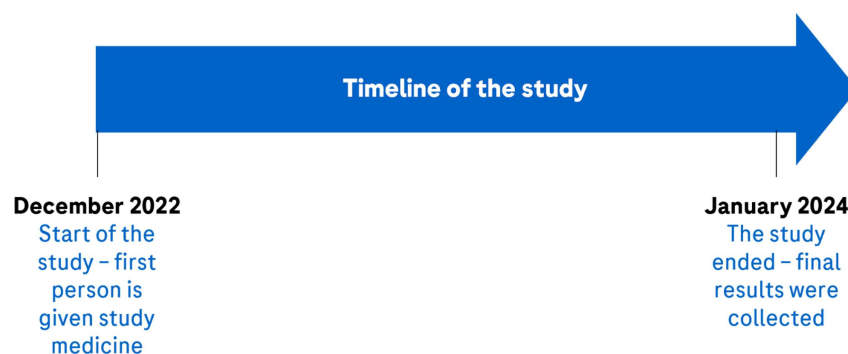 Timeline of the study
December 2022
Start of the
study – first
person is
given study
medicine
January 2024
The study
ended – final
results were
collected